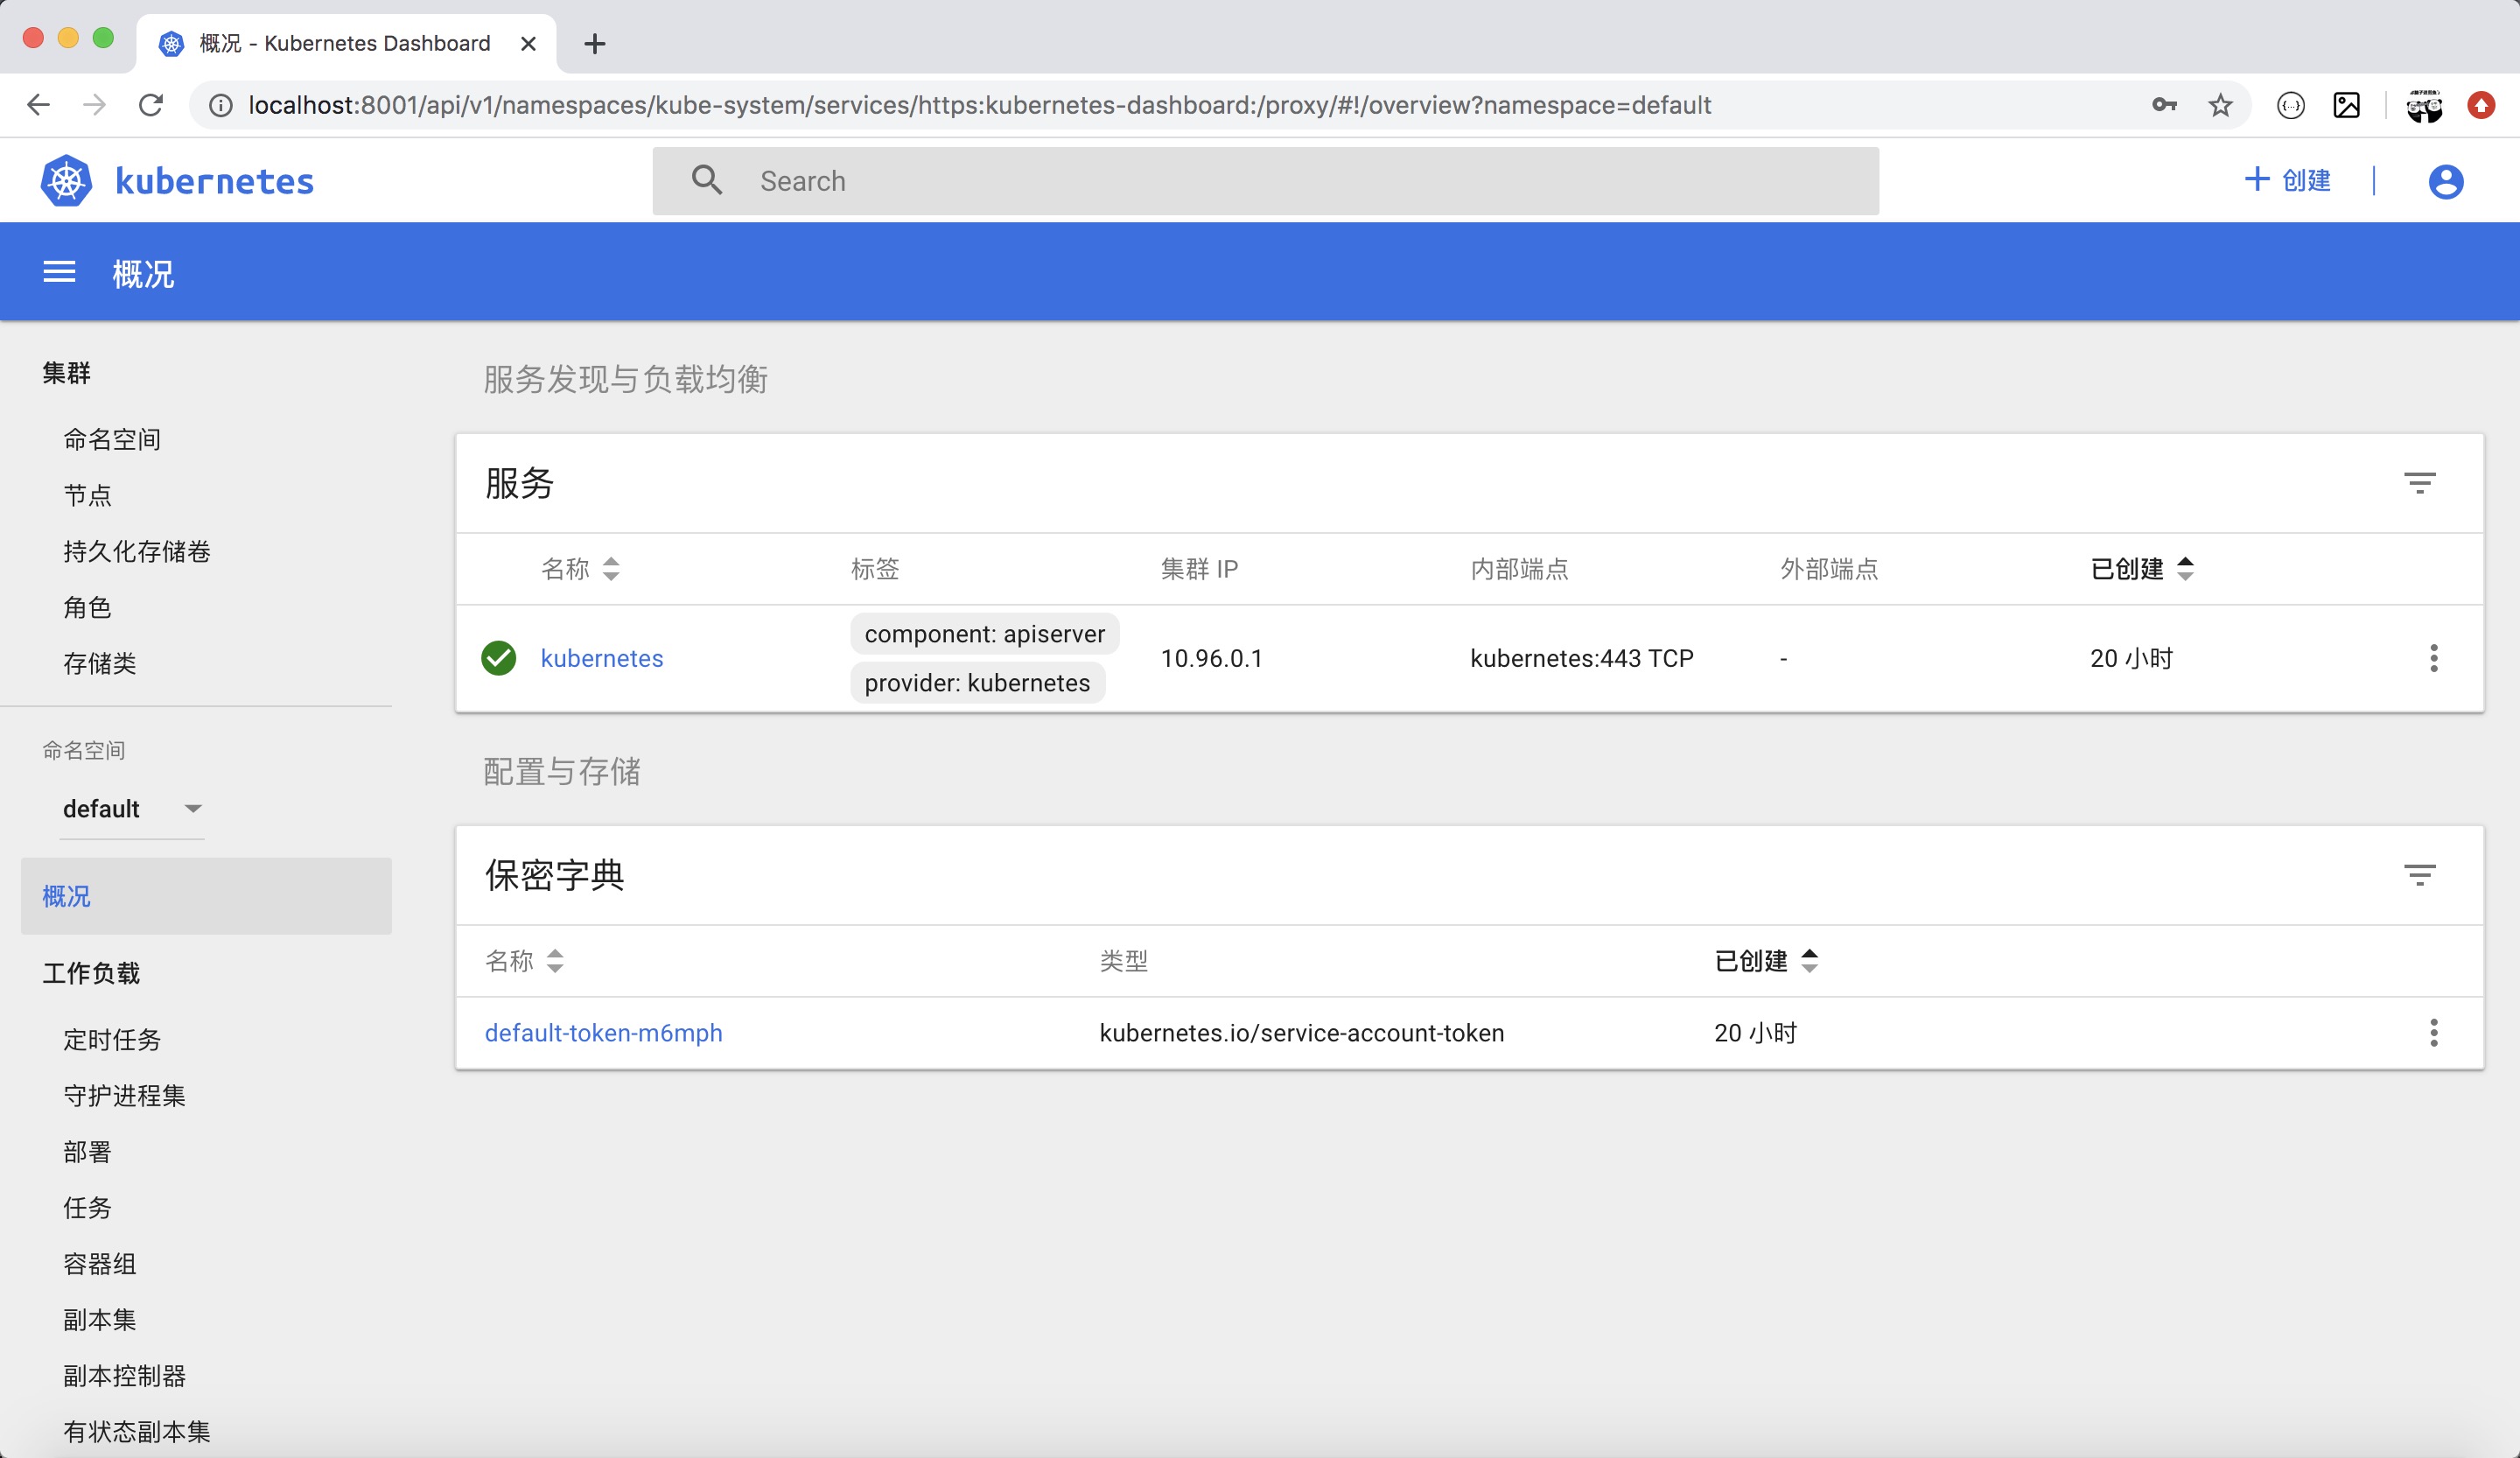 概况 - Kubernetes Dashboard
localhost:8001/api/v1/namespaces/kube-system/services/https:kubernetes-dashboard:/proxy/#!/overview?namespace=default
kubernetes
Search
创建
概况
集群
命名空间
节点
持久化存储卷
角色
存储类
命名空间
default
概况
工作负载
定时任务
守护进程集
部署
任务
容器组
副本集
副本控制器
有状态副本集
服务发现与负载均衡
服务
名称 标签 集群 IP 内部端点 外部端点 已创建
kubernetes component: apiserver 10.96.0.1 kubernetes:443 TCP - 20 小时
provider: kubernetes
配置与存储
保密字典
名称 类型 已创建
default-token-m6mph kubernetes.io/service-account-token 20 小时